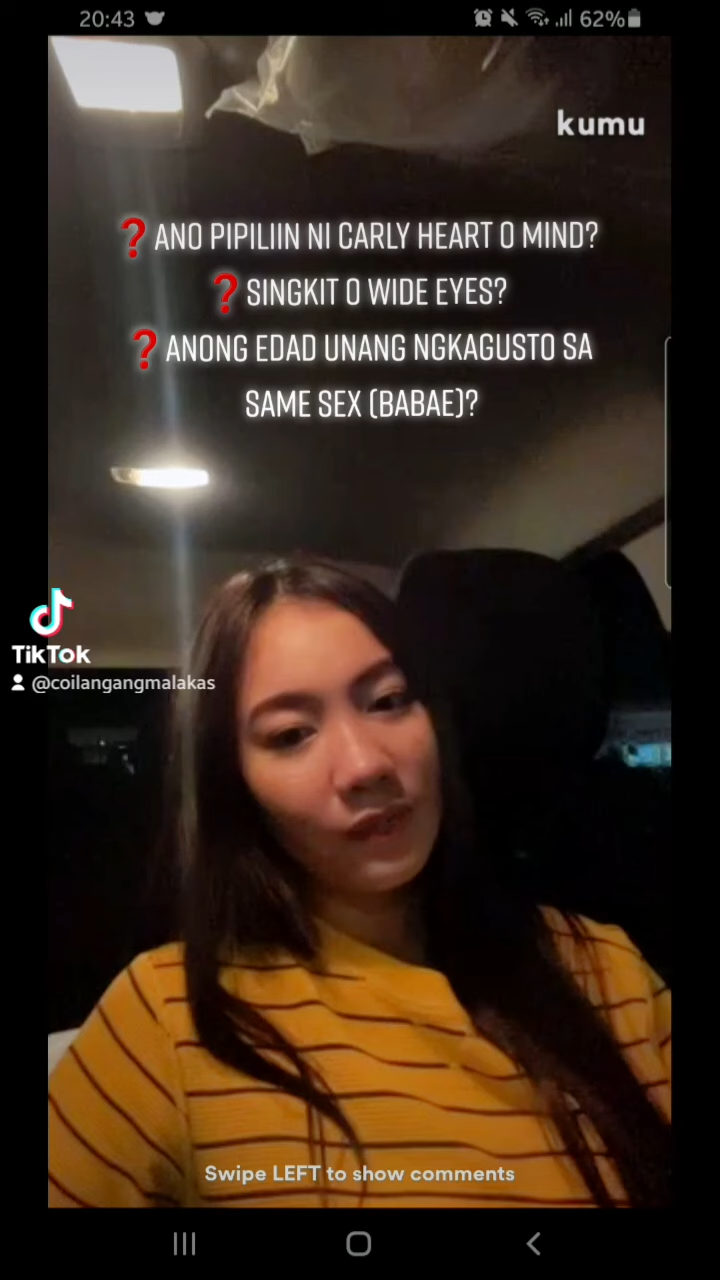 20:43
62%
kumu
❓ANO PIPILIIN NI CARLY HEART O MIND?
❓SINGKIT O WIDE EYES?
❓ANONG EDAD UNANG NGKAGUSTO SA
SAME SEX (BABAE)?
TikTok
@coilangangmalakas
Swipe LEFT to show comments